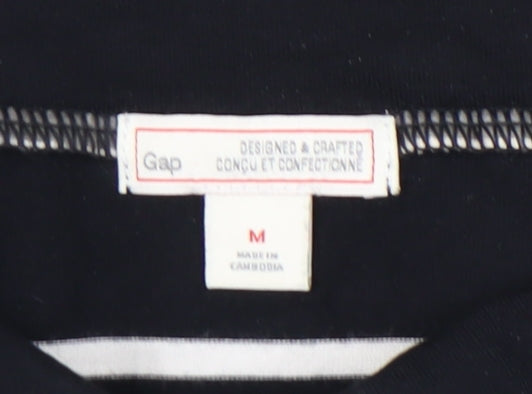 Gap
DESIGNED & CRAFTED
CONÇU ET CONFECTIONNÉ
M
MADE IN
CAMBODIA